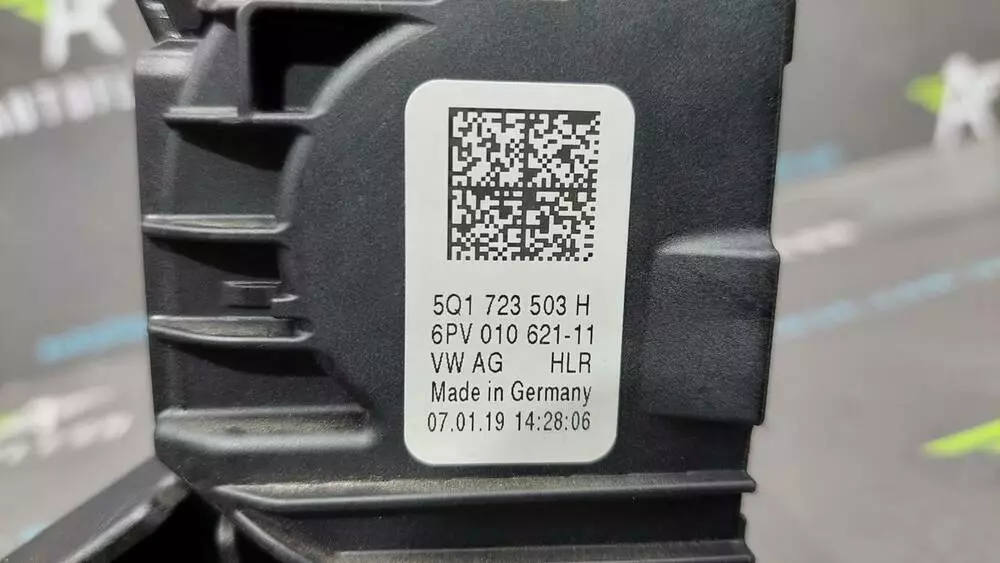 5Q1 723 503 H
6PV 010 621-11
VW AG HLR
Made in Germany
07.01.19 14:28:06